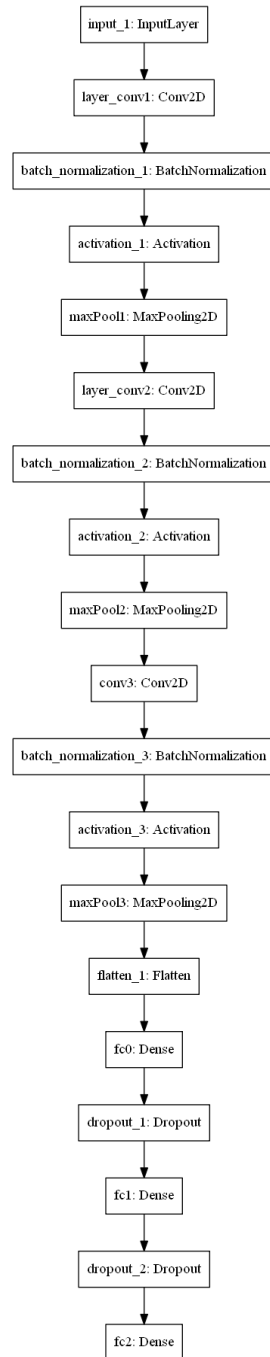 input_1: InputLayer
layer_conv1: Conv2D
batch_normalization_1: BatchNormalization
activation_1: Activation
maxPool1: MaxPooling2D
layer_conv2: Conv2D
batch_normalization_2: BatchNormalization
activation_2: Activation
maxPool2: MaxPooling2D
conv3: Conv2D
batch_normalization_3: BatchNormalization
activation_3: Activation
maxPool3: MaxPooling2D
flatten_1: Flatten
fc0: Dense
dropout_1: Dropout
fc1: Dense
dropout_2: Dropout
fc2: Dense